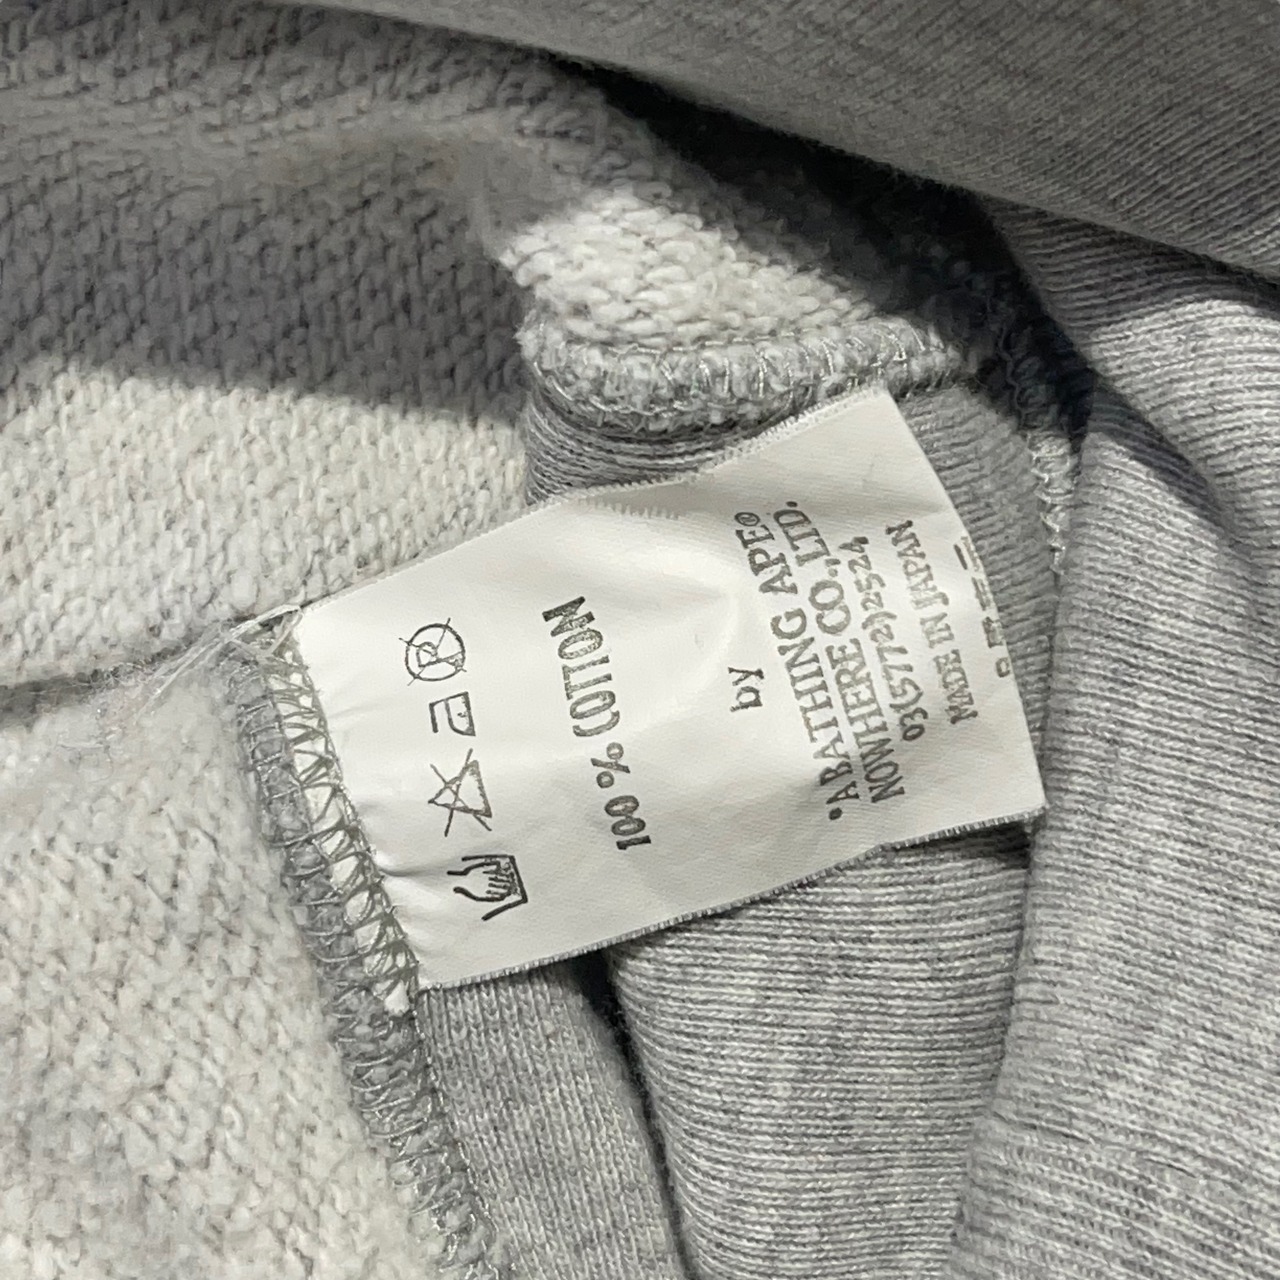 100% COTTON
by
"A BATHING APE®
NOWHERE CO., LTD.
03(5772)2524
MADE IN JAPAN